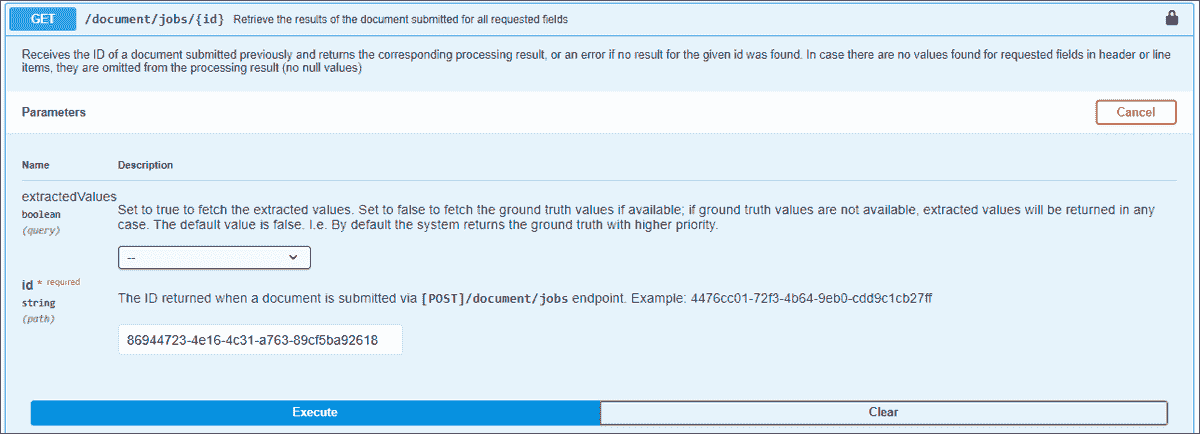 GET /document/jobs/{id} Retrieve the results of the document submitted for all requested fields
Receives the ID of a document submitted previously and returns the corresponding processing result, or an error if no result for the given id was found. In case there are no values found for requested fields in header or line
items, they are omitted from the processing result (no null values)
Parameters
Cancel
Name Description
extractedValues
boolean
(query)
Set to true to fetch the extracted values. Set to false to fetch the ground truth values if available; if ground truth values are not available, extracted values will be returned in any
case. The default value is false. I.e. By default the system returns the ground truth with higher priority.
--
id * required
string
(path)
The ID returned when a document is submitted via [POST]/document/jobs endpoint. Example: 4476cc01-72f3-4b64-9eb0-cdd9c1cb27ff
86944723-4e16-4c31-a763-89cf5ba92618
Execute Clear